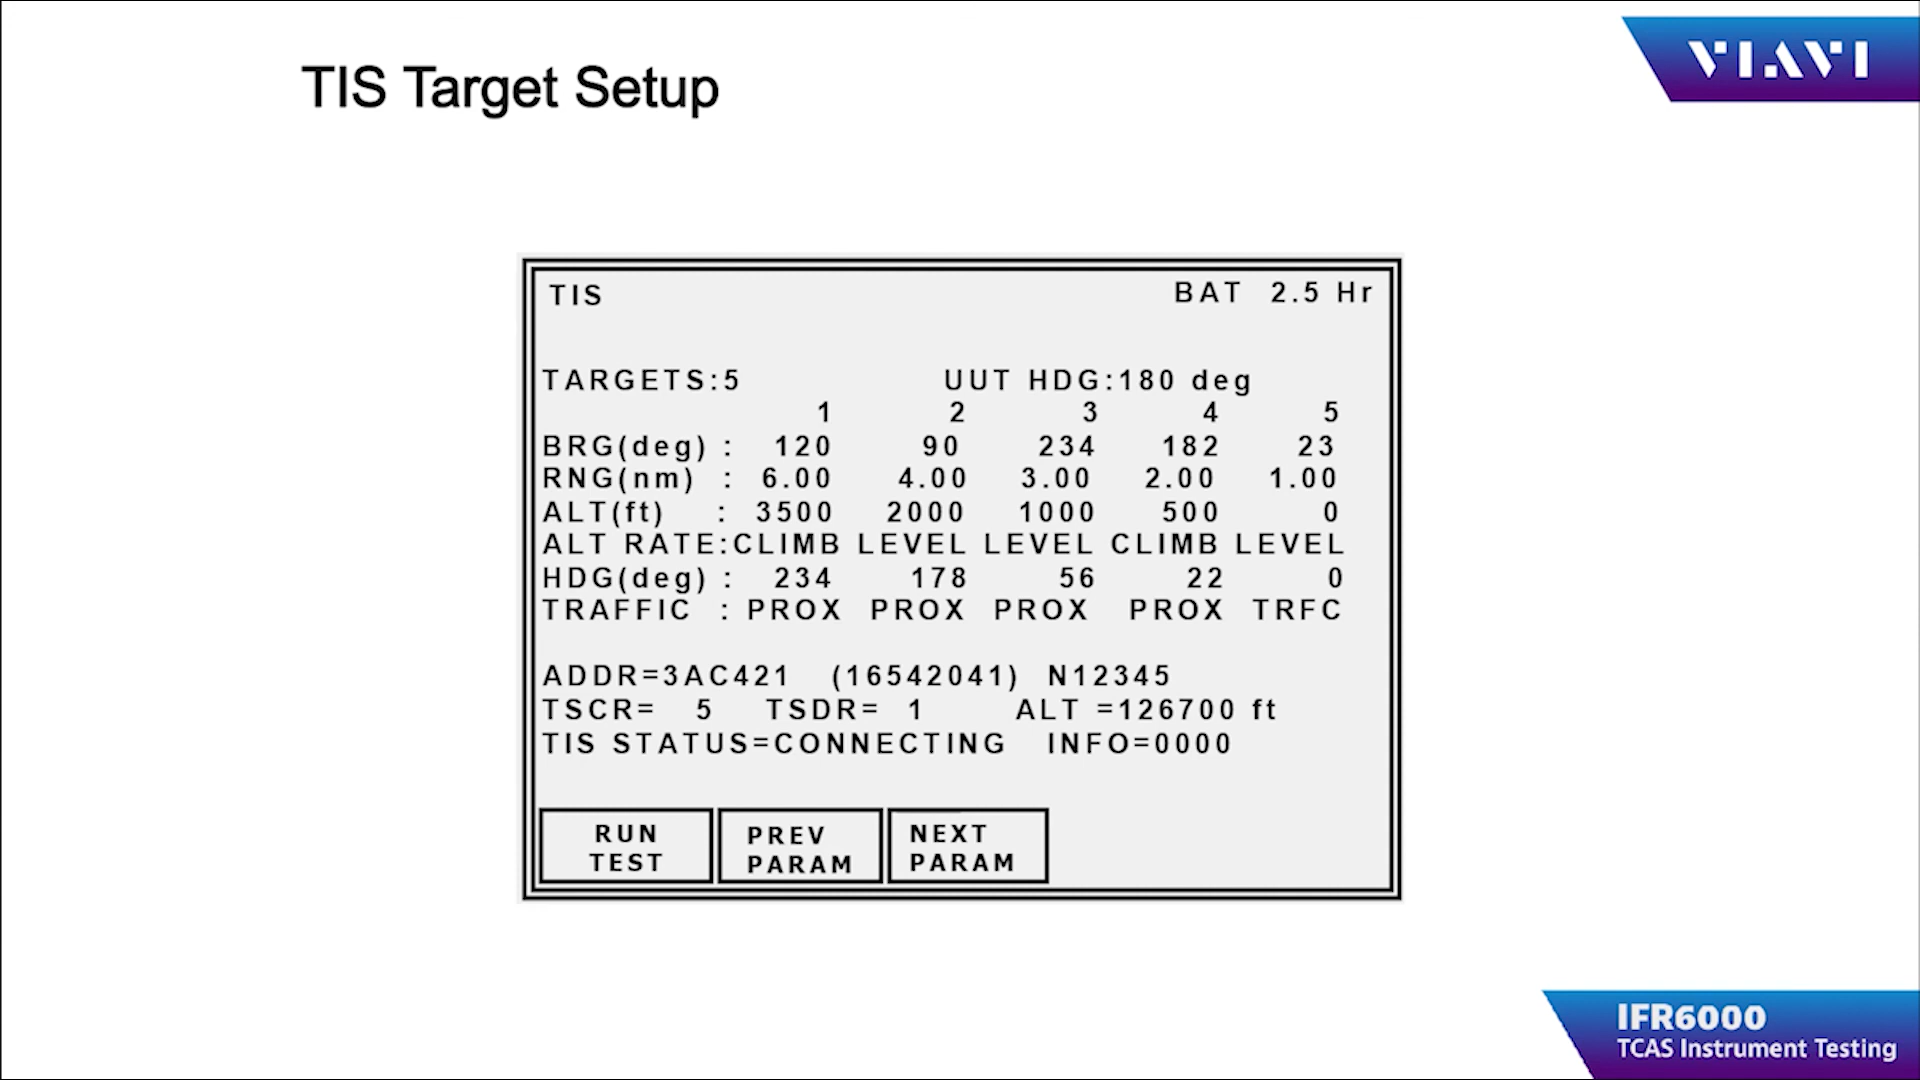 TIS Target Setup
VIAVI
TIS BAT 2.5 Hr
TARGETS:5 UUT HDG:180 deg
1 2 3 4 5
BRG(deg) : 120 90 234 182 23
RNG(nm) : 6.00 4.00 3.00 2.00 1.00
ALT(ft) : 3500 2000 1000 500 0
ALT RATE:CLIMB LEVEL LEVEL CLIMB LEVEL
HDG(deg) : 234 178 56 22 0
TRAFFIC : PROX PROX PROX PROX TRFC
ADDR=3AC421 (16542041) N12345
TSCR= 5 TSDR= 1 ALT =126700 ft
TIS STATUS=CONNECTING INFO=0000
RUN TEST
PREV PARAM
NEXT PARAM
IFR6000
TCAS Instrument Testing